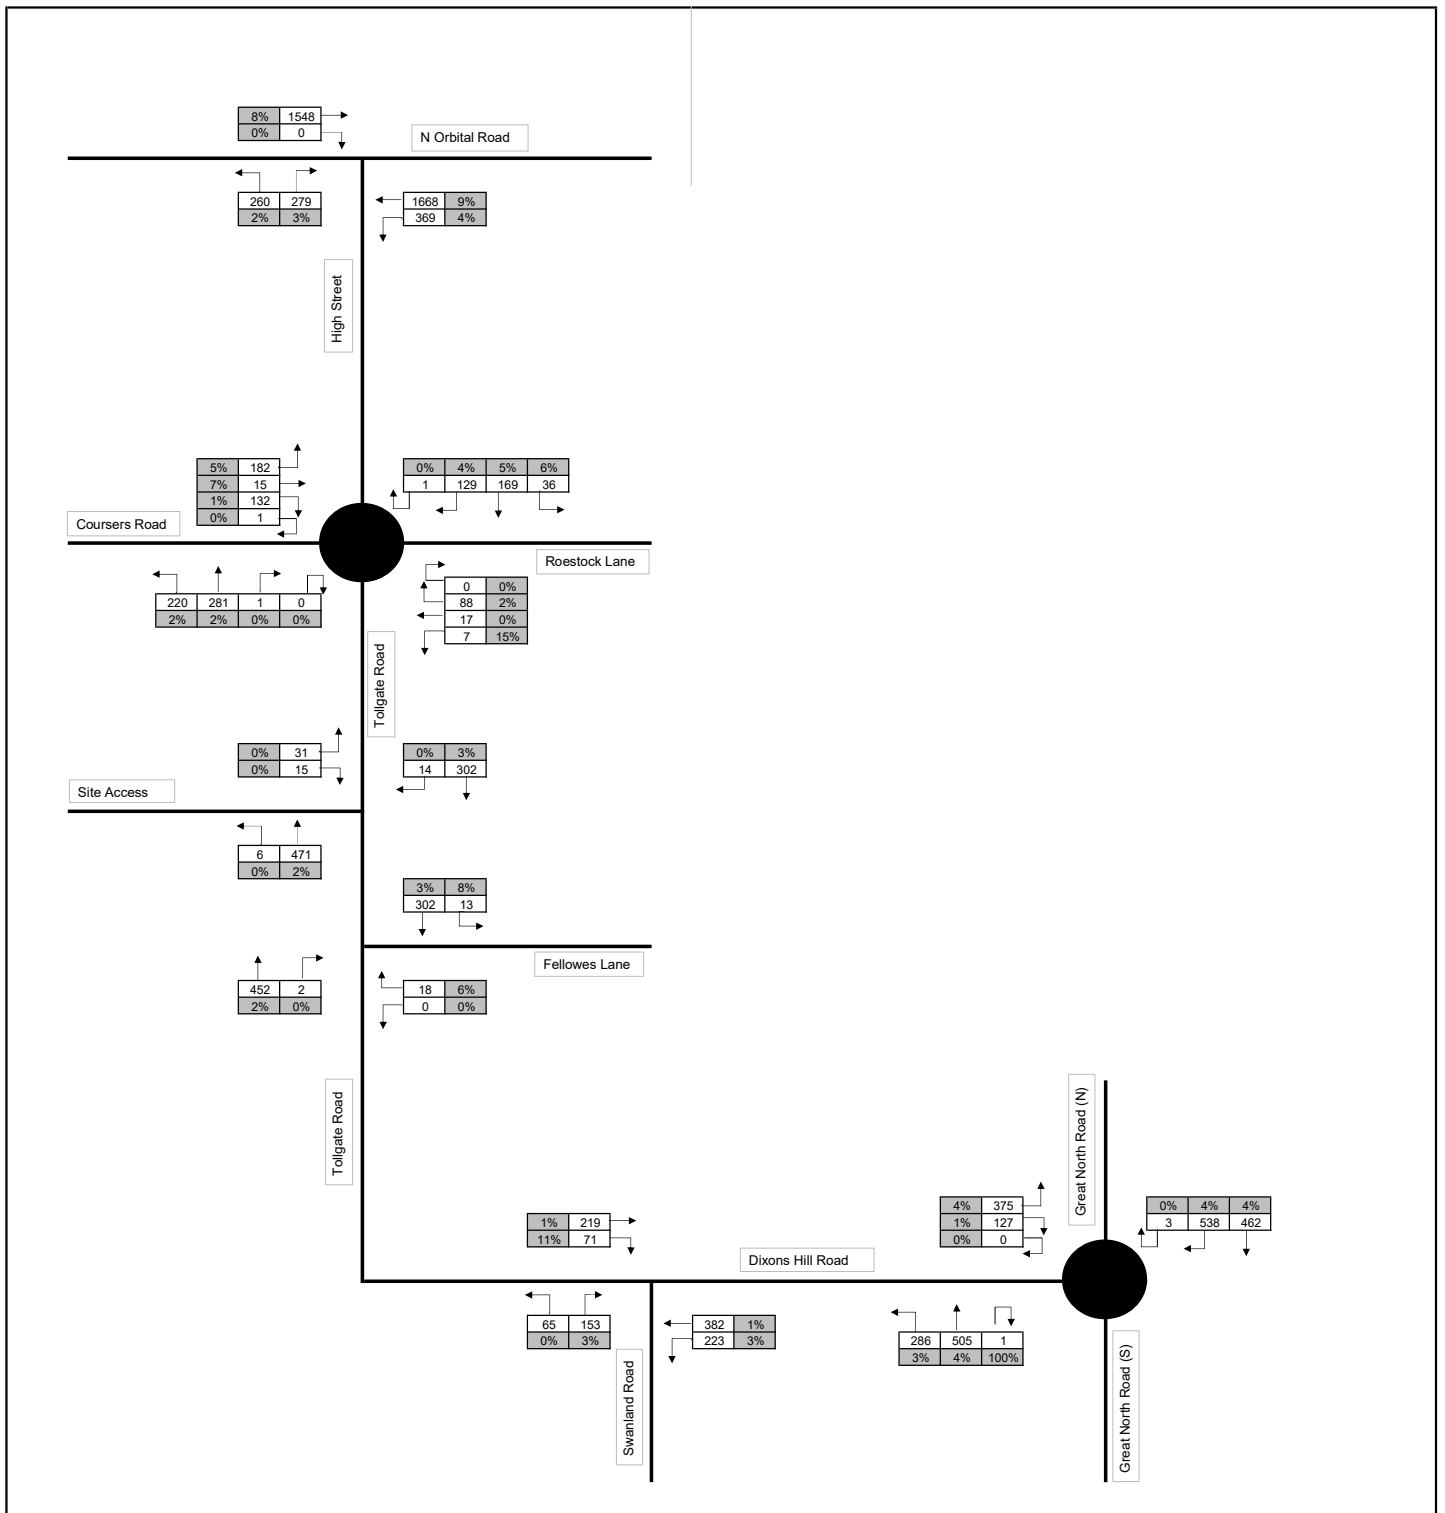 8% 1548
0% 0
N Orbital Road
260 279
2% 3%
1668 9%
369 4%
High Street
5% 182
7% 15
1% 132
0% 1
0% 4% 5% 6%
1 129 169 36
Coursers Road
Roestock Lane
220 281 1 0
2% 2% 0% 0%
0 0%
88 2%
17 0%
7 15%
Tollgate Road
0% 31
0% 15
0% 3%
14 302
Site Access
6 471
0% 2%
3% 8%
302 13
Fellowes Lane
452 2
2% 0%
18 6%
0 0%
Tollgate Road
Great North Road (N)
1% 219
11% 71
4% 375
1% 127
0% 0
0% 4% 4%
3 538 462
Dixons Hill Road
65 153
0% 3%
382 1%
223 3%
286 505 1
3% 4% 100%
Swanland Road
Great North Road (S)